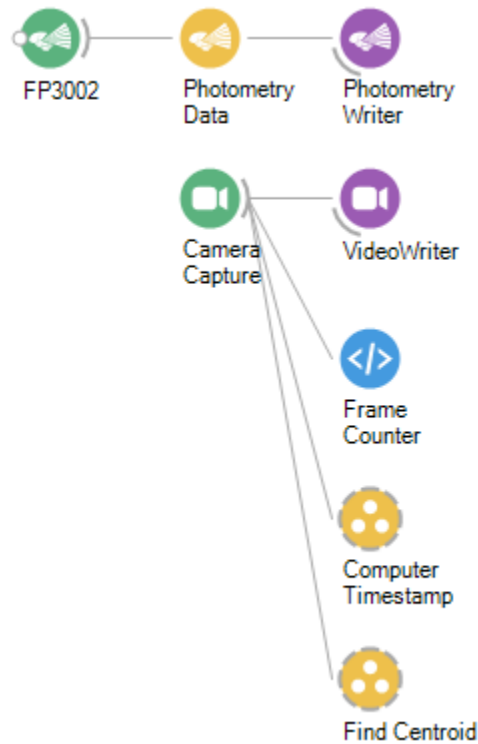 FP3002
Photometry
Data
Photometry
Writer
Camera
Capture
VideoWriter
</>
Frame
Counter
Computer
Timestamp
Find Centroid